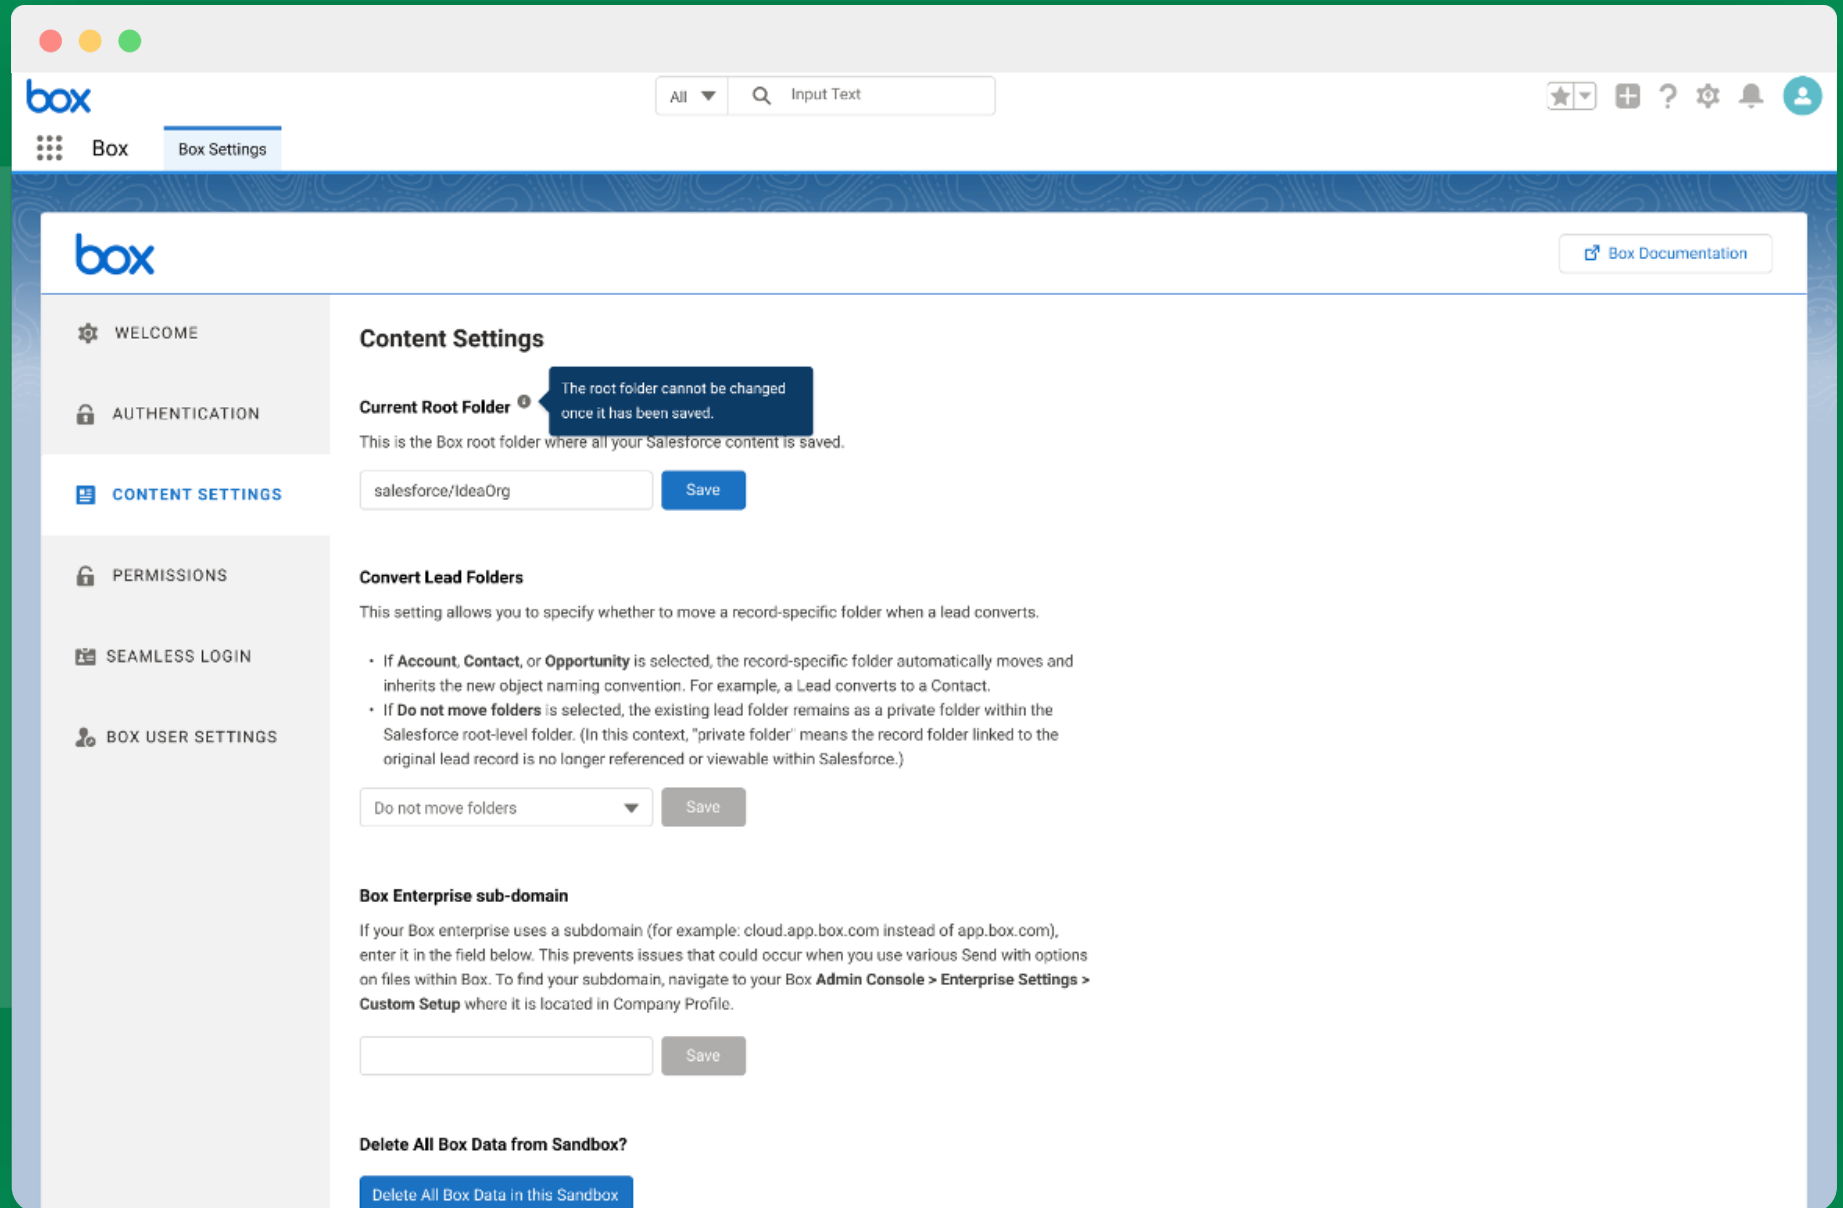 box
All
Input Text
Box
Box Settings
box
Box Documentation
WELCOME
AUTHENTICATION
CONTENT SETTINGS
PERMISSIONS
SEAMLESS LOGIN
BOX USER SETTINGS
Content Settings
Current Root Folder
The root folder cannot be changed
once it has been saved.
This is the Box root folder where all your Salesforce content is saved.
salesforce/IdeaOrg
Save
Convert Lead Folders
This setting allows you to specify whether to move a record-specific folder when a lead converts.
• If Account, Contact, or Opportunity is selected, the record-specific folder automatically moves and
inherits the new object naming convention. For example, a Lead converts to a Contact.
• If Do not move folders is selected, the existing lead folder remains as a private folder within the
Salesforce root-level folder. (In this context, "private folder" means the record folder linked to the
original lead record is no longer referenced or viewable within Salesforce.)
Do not move folders
Save
Box Enterprise sub-domain
If your Box enterprise uses a subdomain (for example: cloud.app.box.com instead of app.box.com),
enter it in the field below. This prevents issues that could occur when you use various Send with options
on files within Box. To find your subdomain, navigate to your Box Admin Console > Enterprise Settings >
Custom Setup where it is located in Company Profile.
Save
Delete All Box Data from Sandbox?
Delete All Box Data in this Sandbox